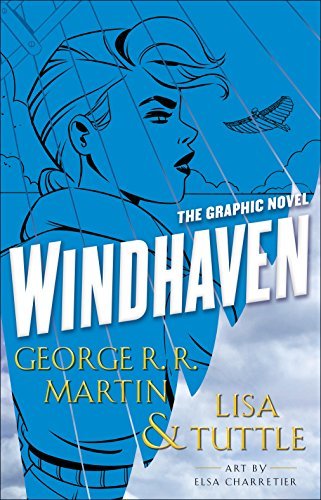 THE GRAPHIC NOVEL
WINDHAVEN
GEORGE R. R.
MARTIN
& LISA
TUTTLE
ART BY
ELSA CHARRETIER